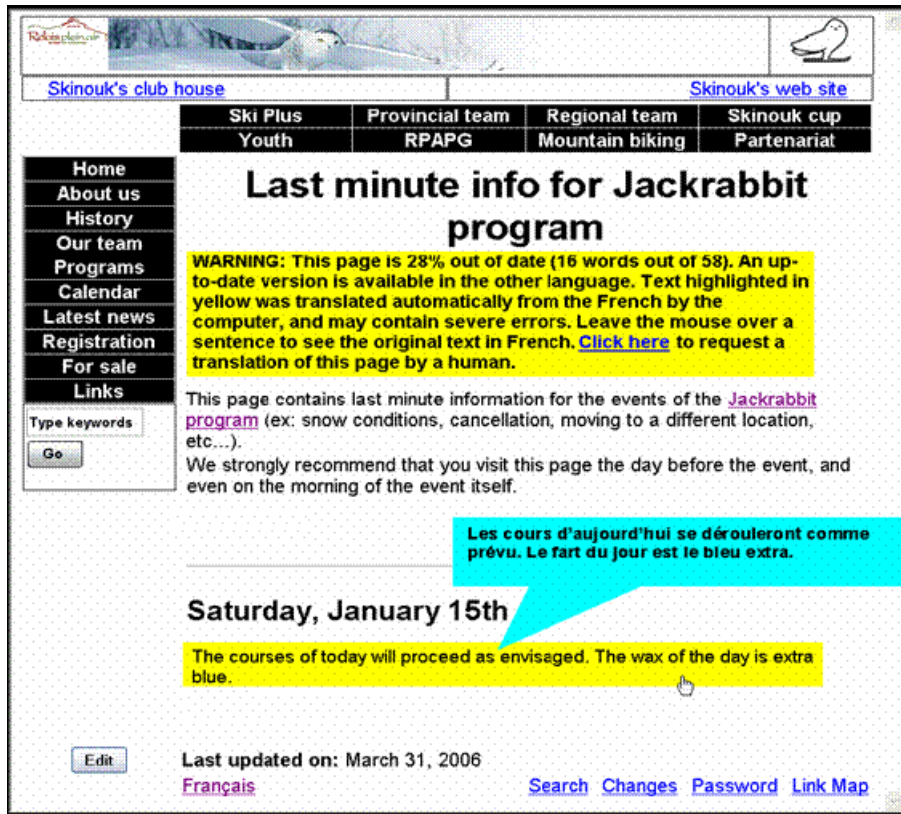 Relais plein air
Skinouk's club house
Skinouk's web site
Ski Plus Provincial team Regional team Skinouk cup
Youth RPAPG Mountain biking Partenariat
Home
About us
History
Our team
Programs
Calendar
Latest news
Registration
For sale
Links
Type keywords
Go
Last minute info for Jackrabbit
program
WARNING: This page is 28% out of date (16 words out of
58). An up-
to-date version is available in the other language. Text highlighted in
yellow was translated automatically from the French by the
computer, and may contain severe errors. Leave the mouse over a
sentence to see the original text in French. Click here to request a
translation of this page by a human.
This page contains last minute information for the events of the Jackrabbit
program (ex: snow conditions, cancellation, moving to a different location,
etc...).
We strongly recommend that you visit this page the day before the event, and
even on the morning of the event itself.
Les cours d'aujourd'hui se dérouleront comme
prévu. Le fart du jour est le bleu extra.
Saturday, January 15th
The courses of today will proceed as envisaged. The wax of the day is extra
blue.
Edit
Last updated on: March 31, 2006
Français
Search Changes Password Link Map